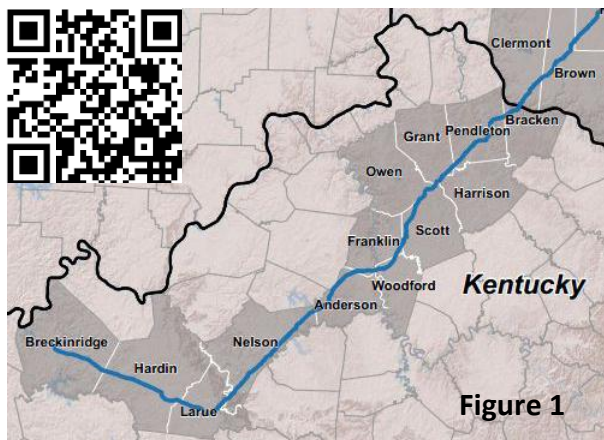 Clermont
Brown
Bracken
Grant
Pendleton
Owen
Harrison
Scott
Franklin
Woodford
Kentucky
Anderson
Nelson
Breckinridge
Hardin
Larue
Figure 1